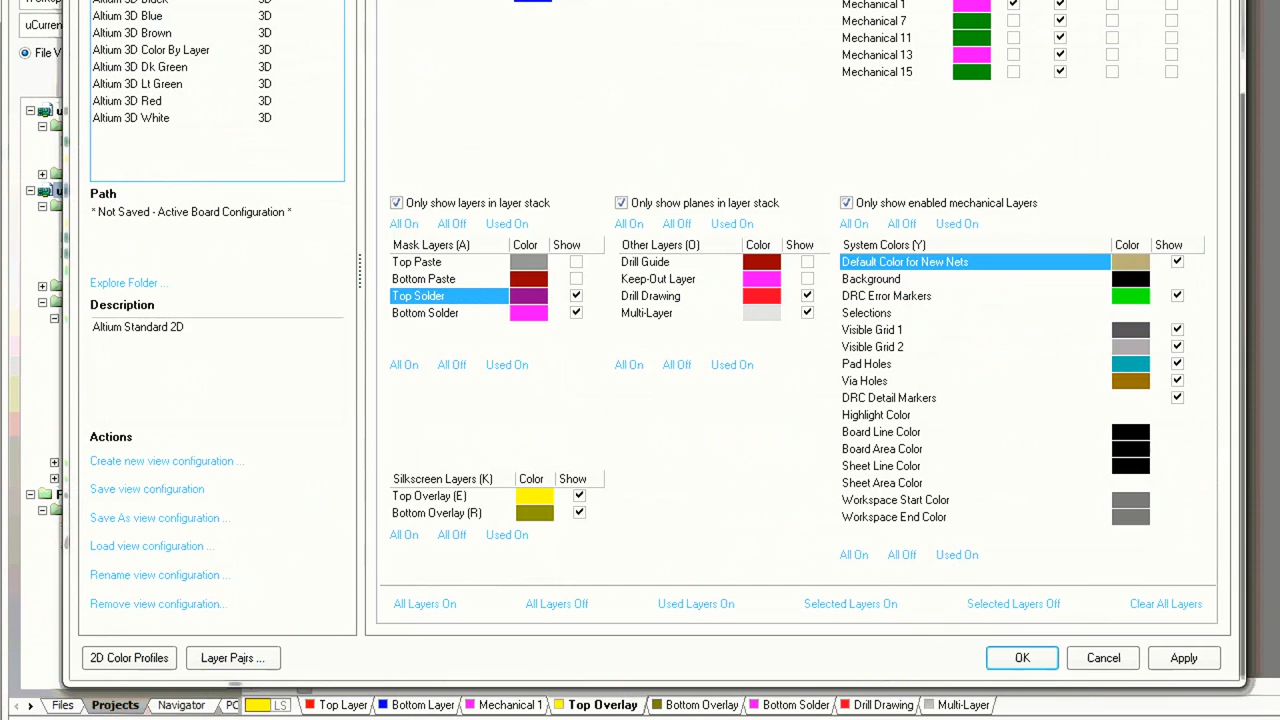 Altium 3D Black 3D
Altium 3D Blue 3D
Altium 3D Brown 3D
Altium 3D Color By Layer 3D
Altium 3D Dk Green 3D
Altium 3D Lt Green 3D
Altium 3D Red 3D
Altium 3D White 3D
uCurren
File V
Mechanical 1
Mechanical 7
Mechanical 11
Mechanical 13
Mechanical 15
Path
* Not Saved - Active Board Configuration *
Explore Folder ...
Description
Altium Standard 2D
Actions
Create new view configuration ...
Save view configuration
Save As view configuration ...
Load view configuration ...
Rename view configuration ...
Remove view configuration...
Only show layers in layer stack
All On All Off Used On
Mask Layers (A) Color Show
Top Paste
Bottom Paste
Top Solder
Bottom Solder
All On All Off Used On
Silkscreen Layers (K) Color Show
Top Overlay (E)
Bottom Overlay (R)
All On All Off Used On
Only show planes in layer stack
All On All Off Used On
Other Layers (O) Color Show
Drill Guide
Keep-Out Layer
Drill Drawing
Multi-Layer
All On All Off Used On
Only show enabled mechanical Layers
All On All Off Used On
System Colors (Y) Color Show
Default Color for New Nets
Background
DRC Error Markers
Selections
Visible Grid 1
Visible Grid 2
Pad Holes
Via Holes
DRC Detail Markers
Highlight Color
Board Line Color
Board Area Color
Sheet Line Color
Sheet Area Color
Workspace Start Color
Workspace End Color
All On All Off Used On
All Layers On All Layers Off Used Layers On Selected Layers On Selected Layers Off Clear All Layers
2D Color Profiles Layer Pairs ... OK Cancel Apply
Files Projects Navigator PC LS Top Layer Bottom Layer Mechanical 1 Top Overlay Bottom Overlay Bottom Solder Drill Drawing Multi-Layer